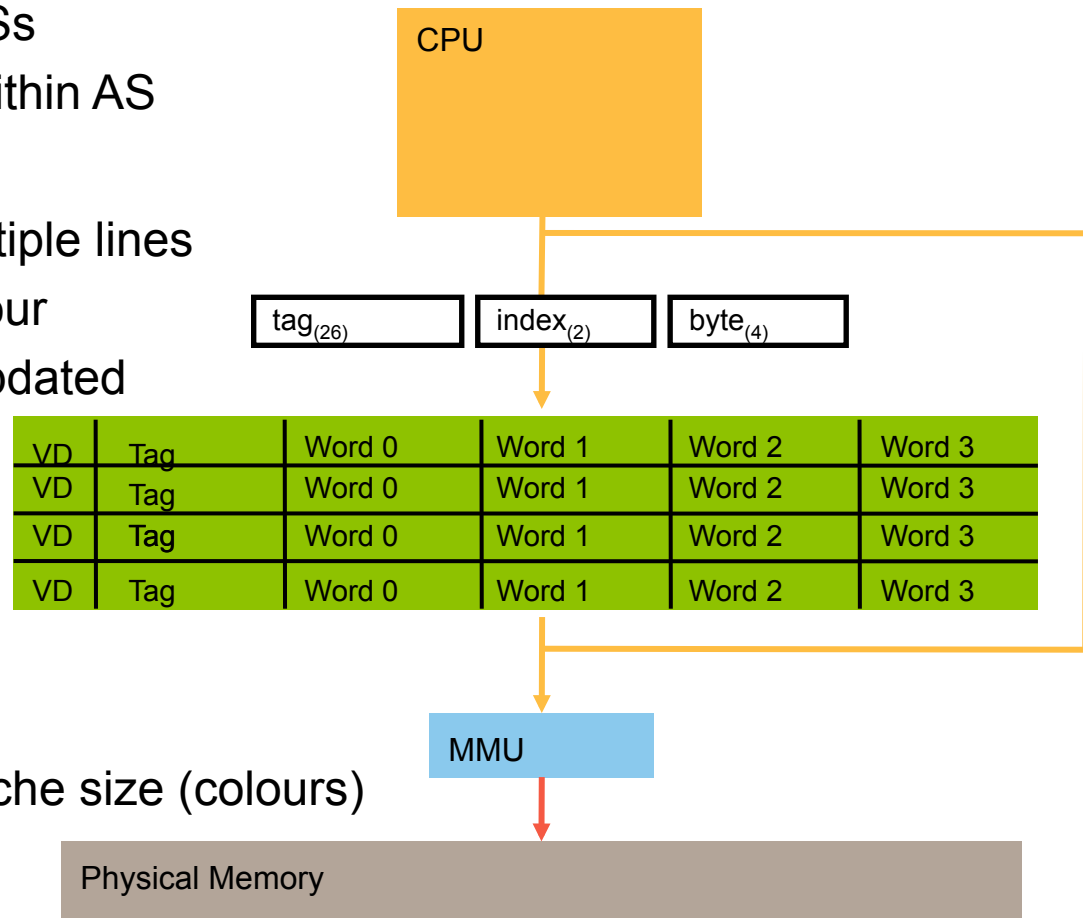 Ss
CPU
ithin AS
tiple lines
our
tag(26) index(2) byte(4)
pdated
VD Tag Word 0 Word 1 Word 2 Word 3
VD Tag Word 0 Word 1 Word 2 Word 3
VD Tag Word 0 Word 1 Word 2 Word 3
VD Tag Word 0 Word 1 Word 2 Word 3
MMU
che size (colours)
Physical Memory